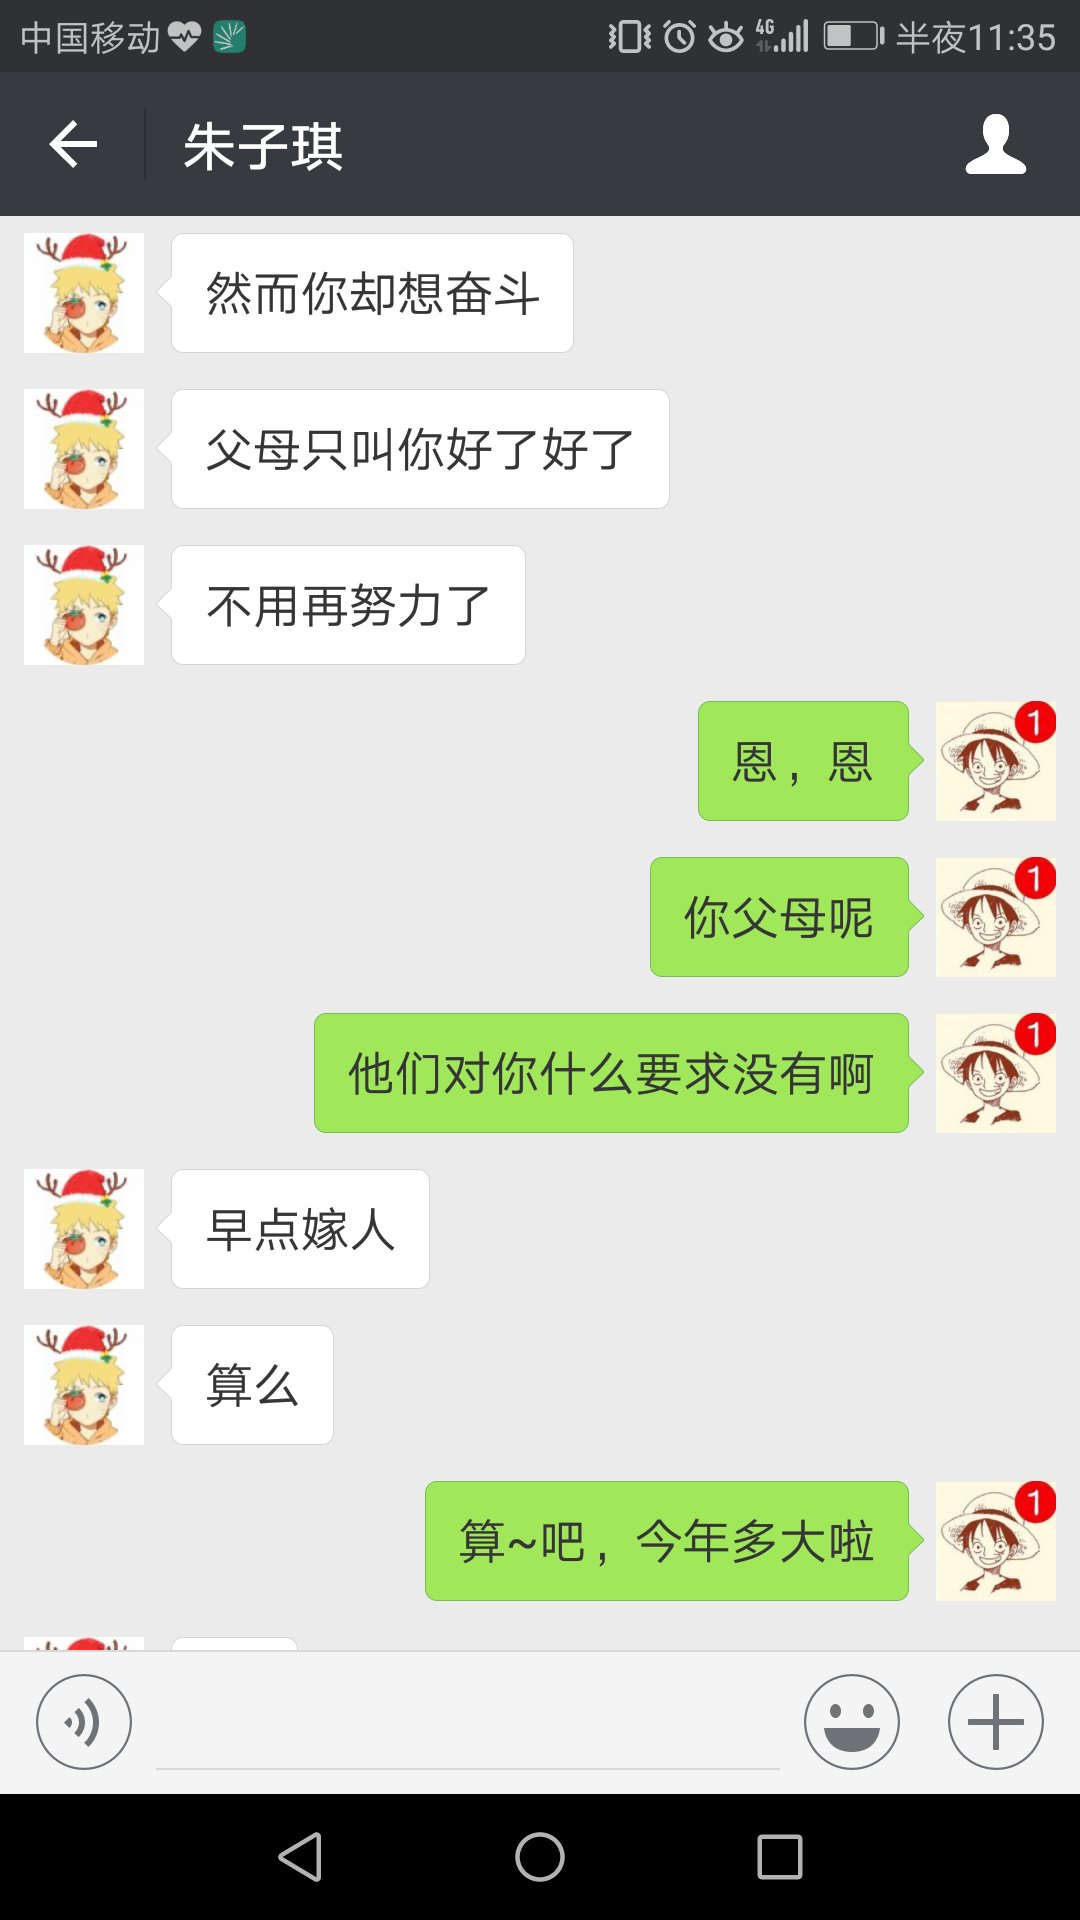 中国移动 4G 半夜11:35
朱子琪
然而你却想奋斗
父母只叫你好了好了
不用再努力了
恩，恩
1
你父母呢
1
他们对你什么要求没有啊
1
早点嫁人
算么
算~吧，今年多大啦
1